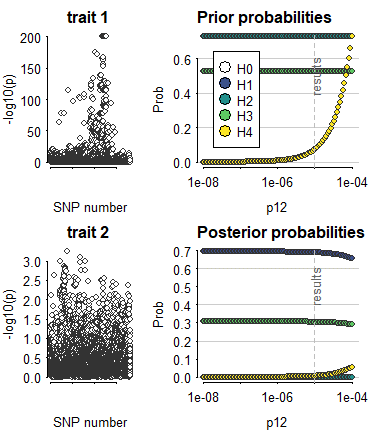 trait 1
-log10(p)
200
150
100
50
0
SNP number
Prior probabilities
Prob
0.6
0.4
0.2
0.0
H0
H1
H2
H3
H4
results
1e-08
1e-06
1e-04
p12
trait 2
-log10(p)
3.0
2.5
2.0
1.5
1.0
0.5
0.0
SNP number
Posterior probabilities
Prob
0.7
0.6
0.5
0.4
0.3
0.2
0.1
0.0
results
1e-08
1e-06
1e-04
p12